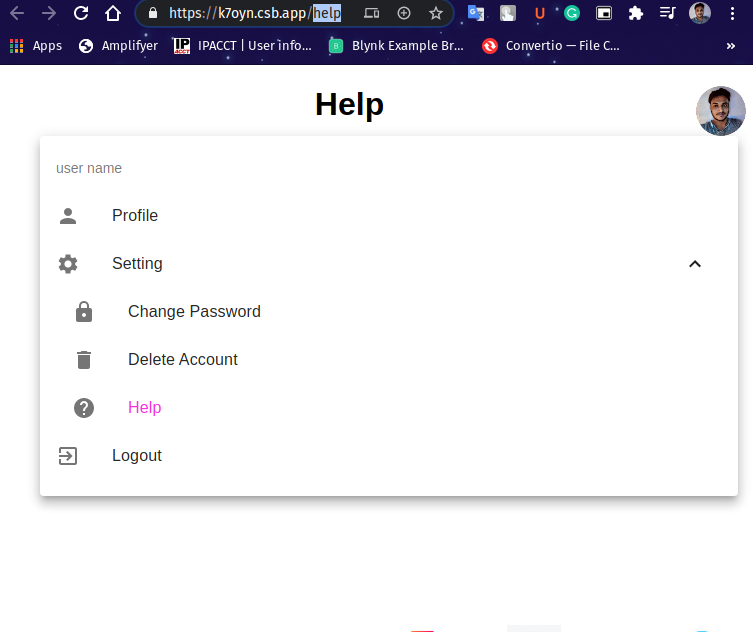 https://k7oyn.csb.app/help
Apps Amplifyer IPACCT | User info... Blynk Example Br... Convertio — File C... »
Help
user name
Profile
Setting
Change Password
Delete Account
Help
Logout